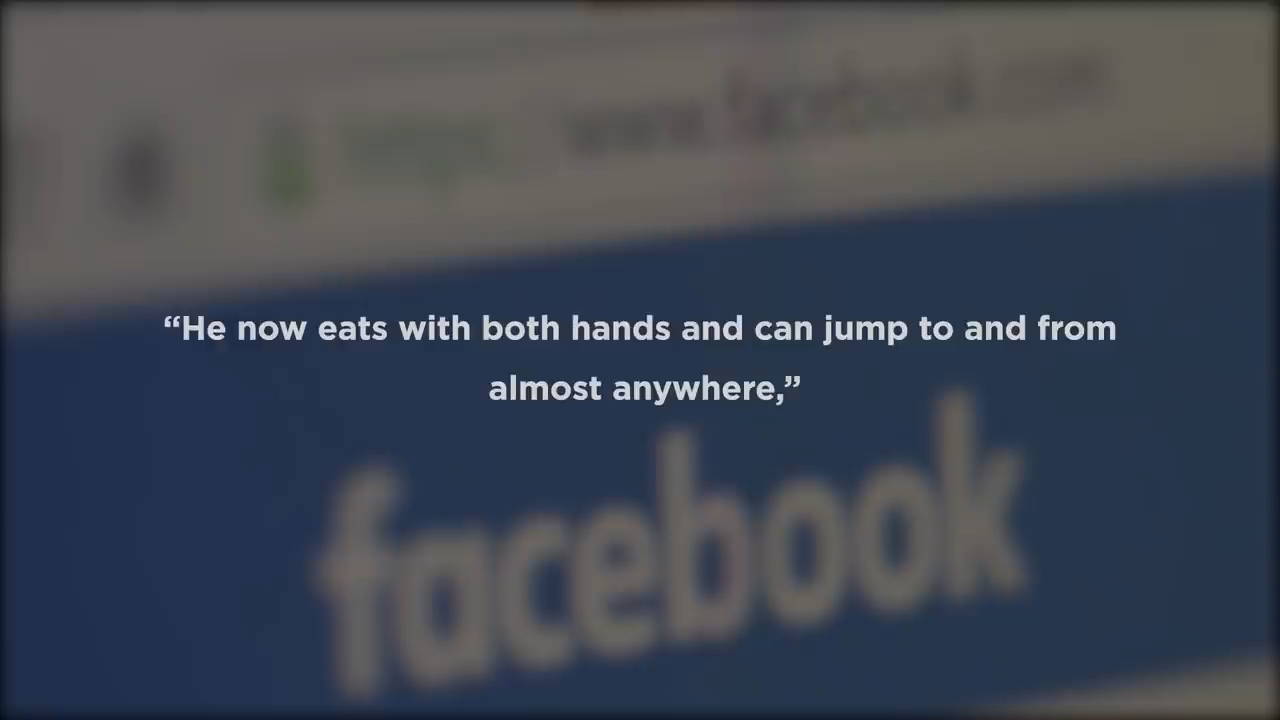 www.facebook.com
“He now eats with both hands and can jump to and from
almost anywhere,”
facebook